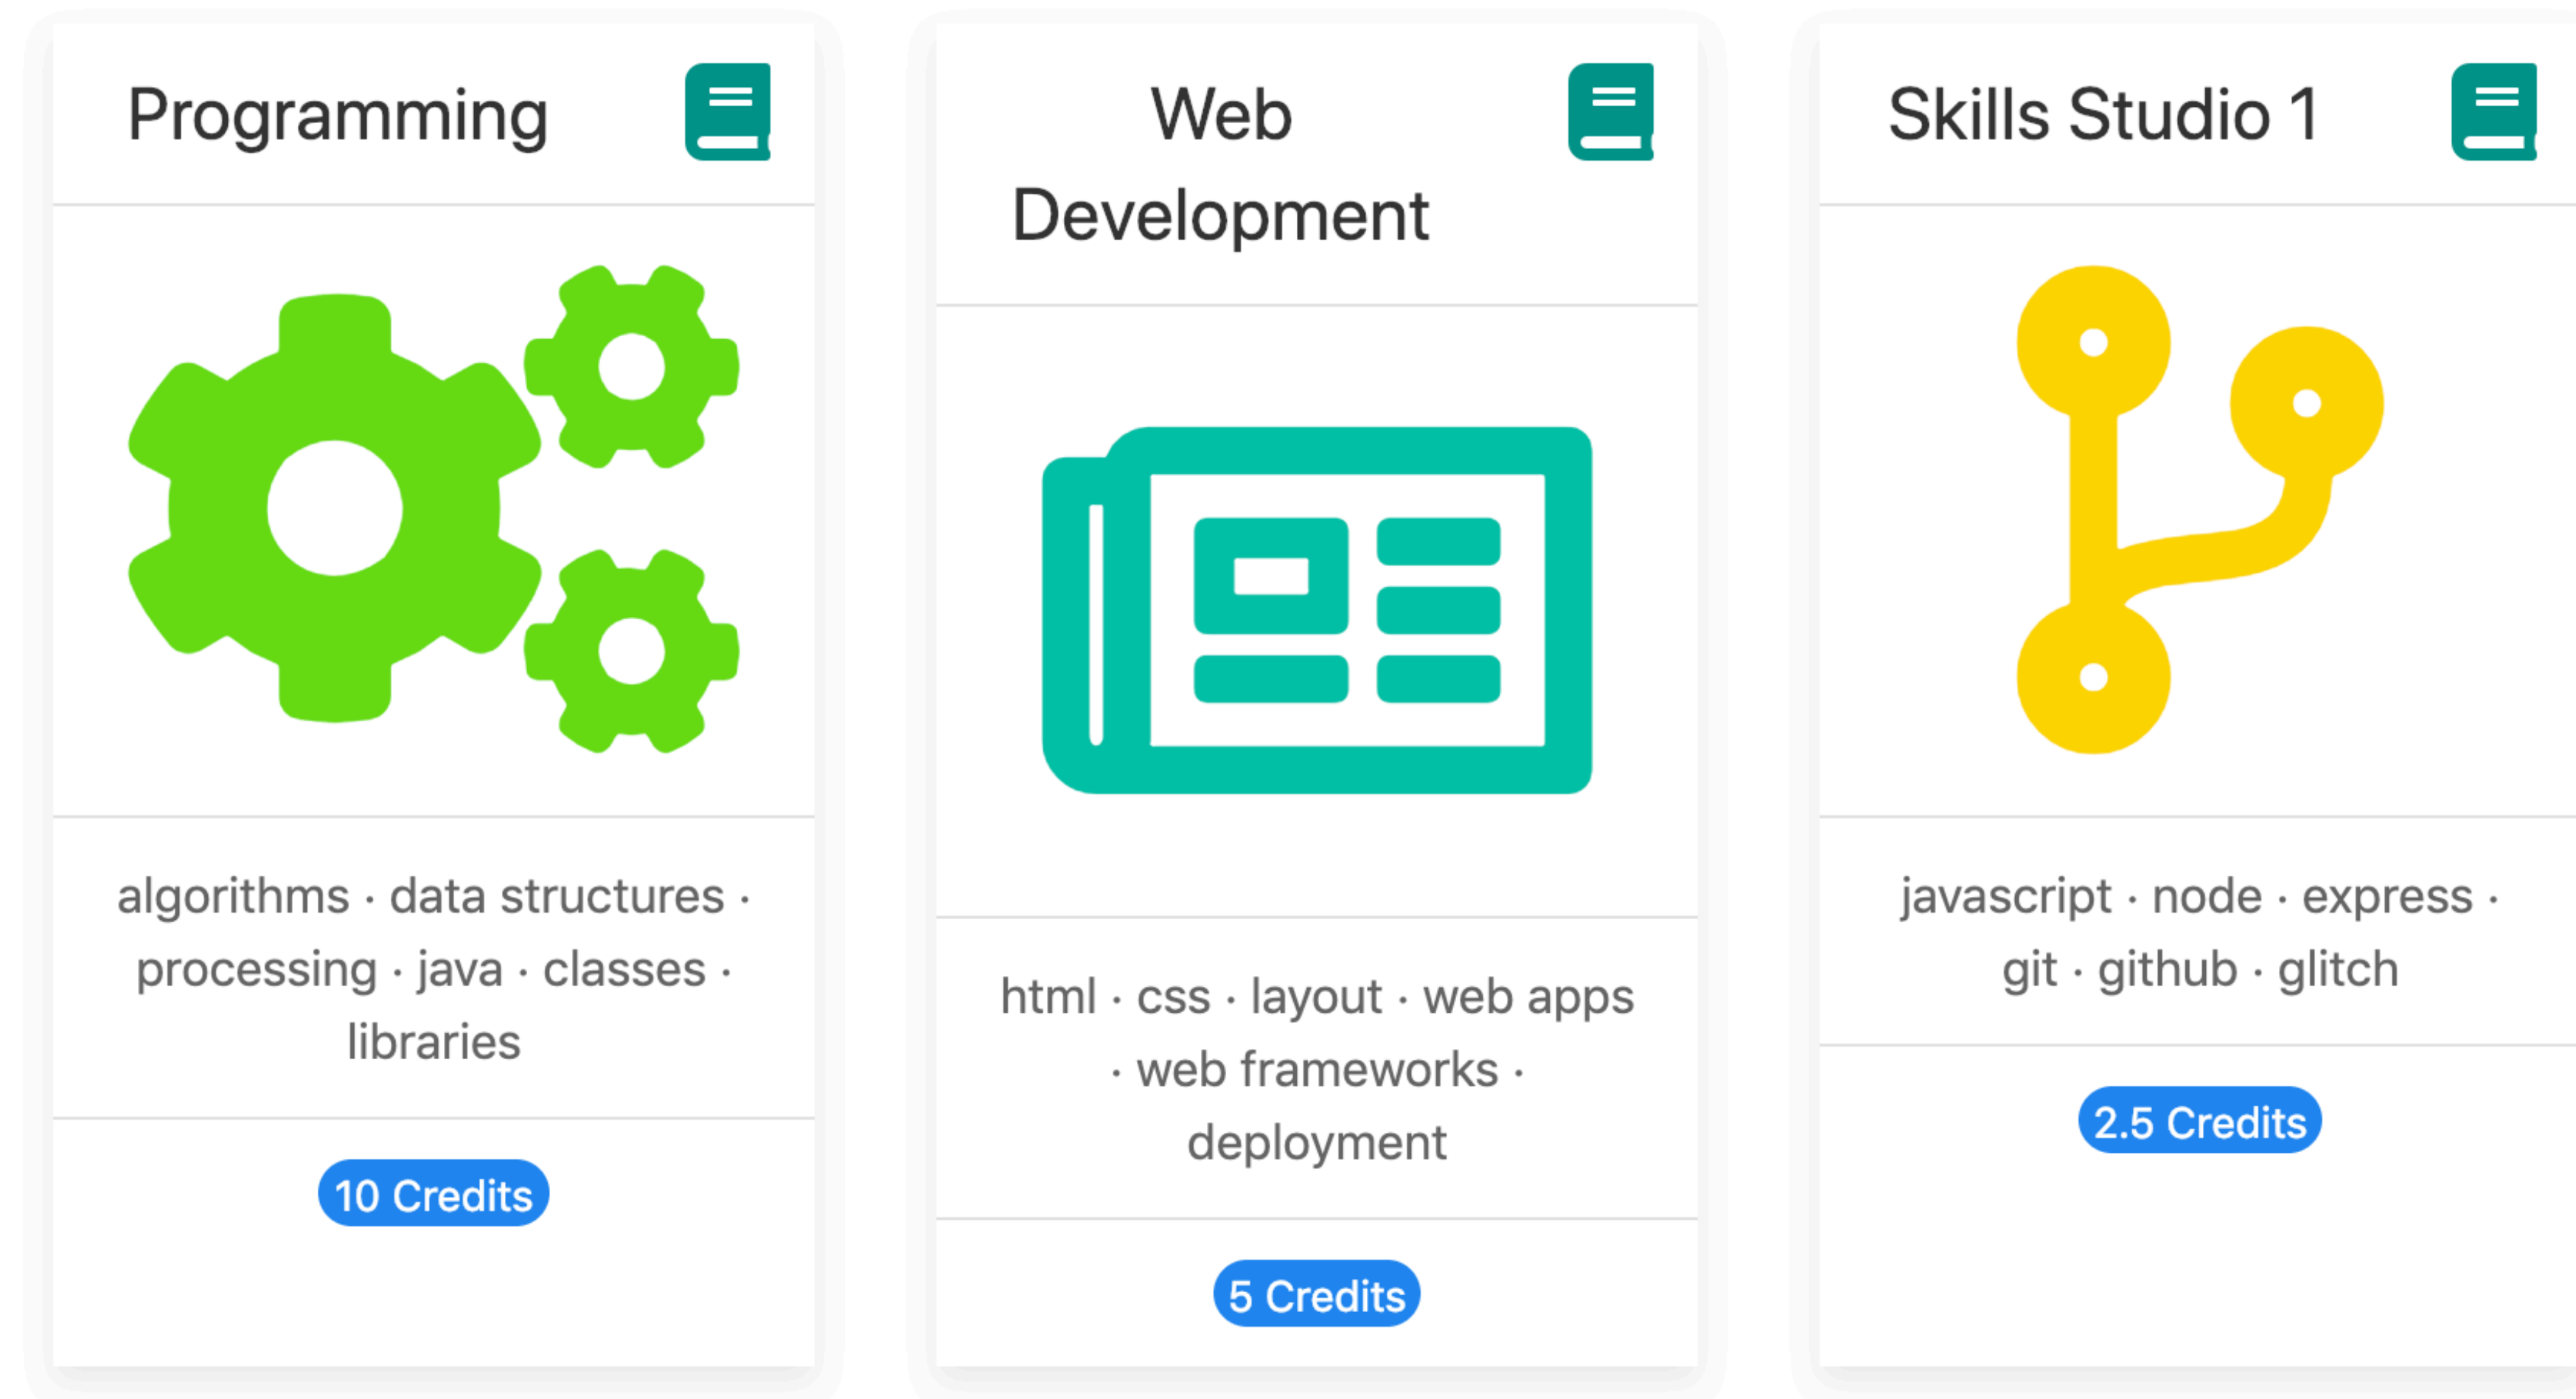 Programming
algorithms · data structures ·
processing · java · classes ·
libraries
10 Credits
Web
Development
html · css · layout · web apps
· web frameworks ·
deployment
5 Credits
Skills Studio 1
javascript · node · express ·
git · github · glitch
2.5 Credits